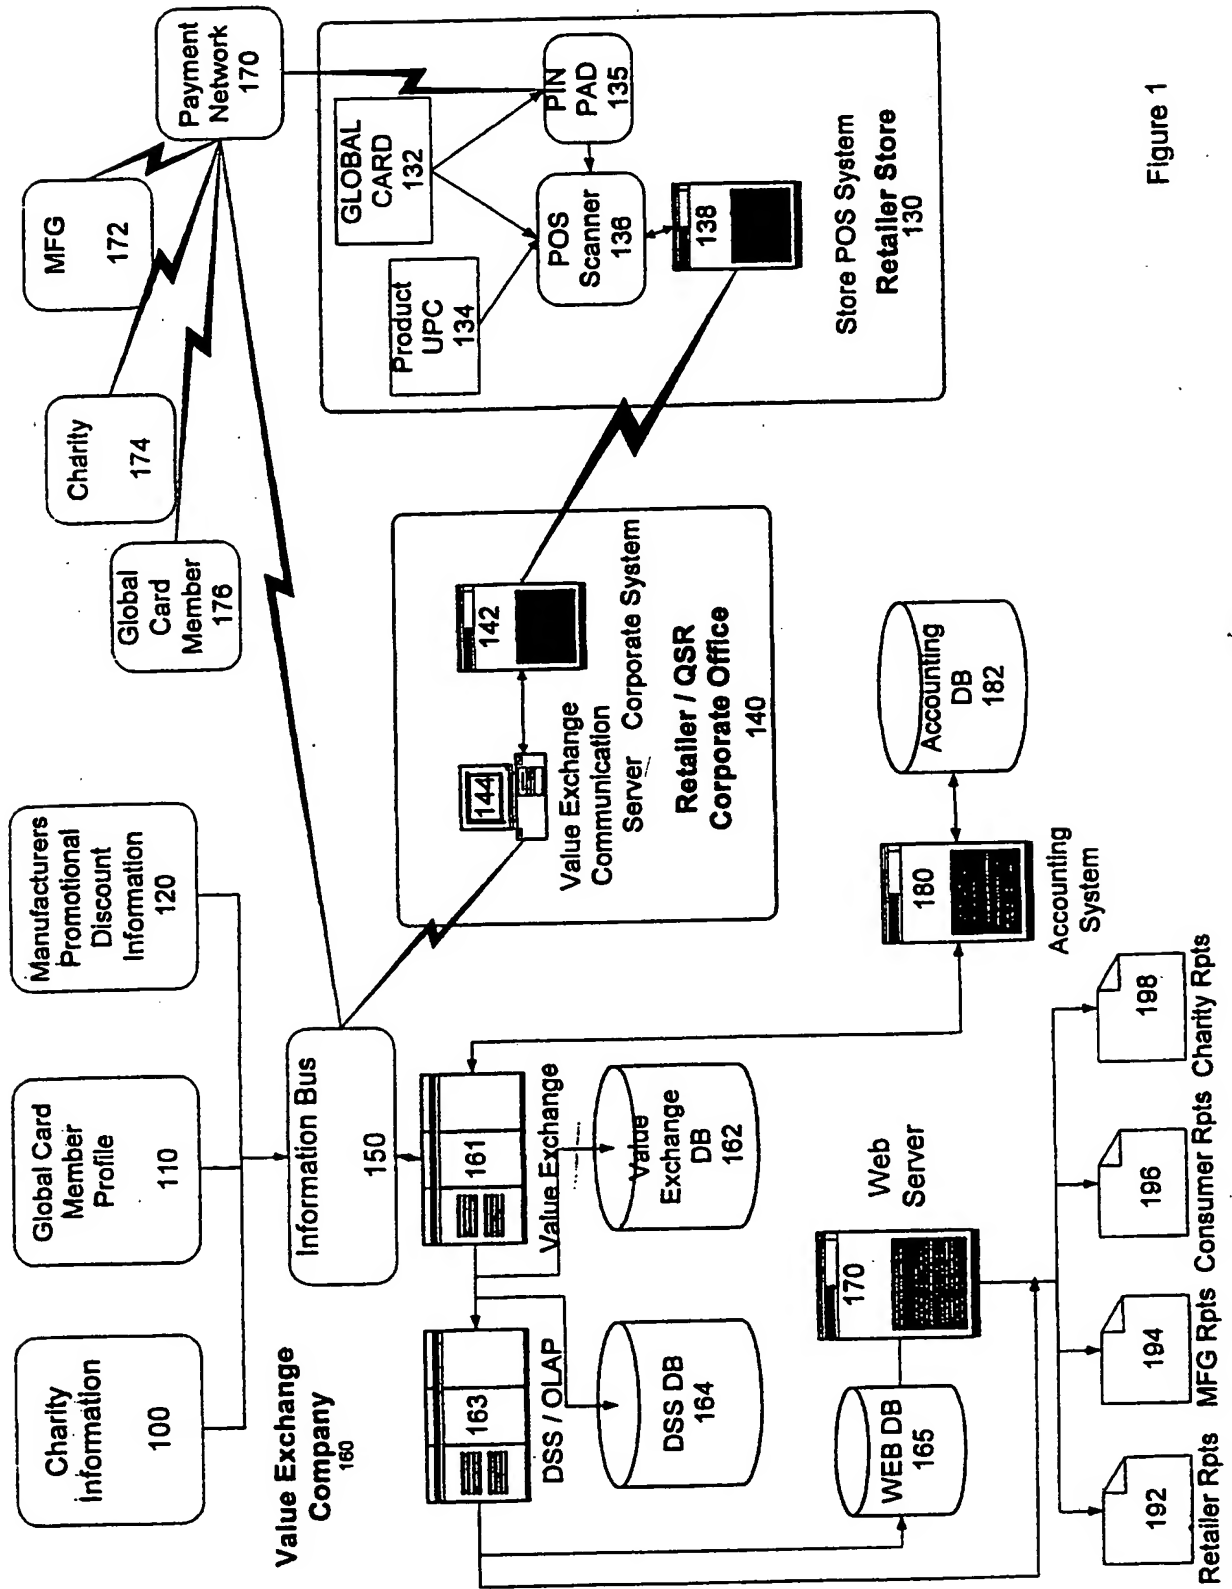 Charity
Information
100
Global Card
Member
Profile
110
Manufacturers
Promotional
Discount
Information
120
Global
Card
Member
176
Charity
174
MFG
172
Payment
Network
170
Value Exchange
Company
160
Information Bus
150
161
Value Exchange
163
DSS / OLAP
Value
Exchange
DB
162
DSS DB
164
WEB DB
165
170
Web
Server
144
142
Value Exchange
Communication
Server
Corporate System
Retailer / QSR
Corporate Office
140
GLOBAL
CARD
132
Product
UPC
134
PIN
PAD
135
POS
Scanner
136
138
Store POS System
Retailer Store
130
180
Accounting
System
Accounting
DB
182
192
Retailer Rpts
194
MFG Rpts
196
Consumer Rpts
198
Charity Rpts
Figure 1